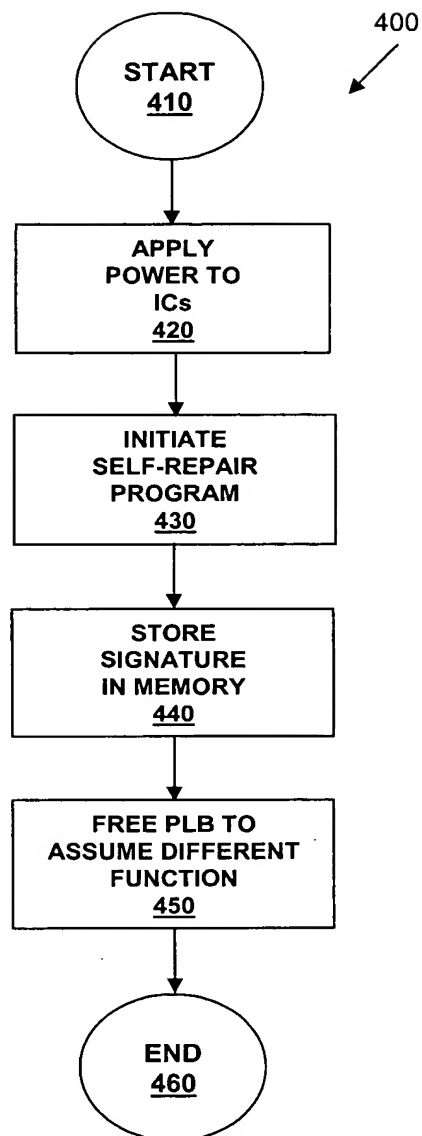 400
START
410
APPLY
POWER TO
ICs
420
INITIATE
SELF-REPAIR
PROGRAM
430
STORE
SIGNATURE
IN MEMORY
440
FREE PLB TO
ASSUME DIFFERENT
FUNCTION
450
END
460